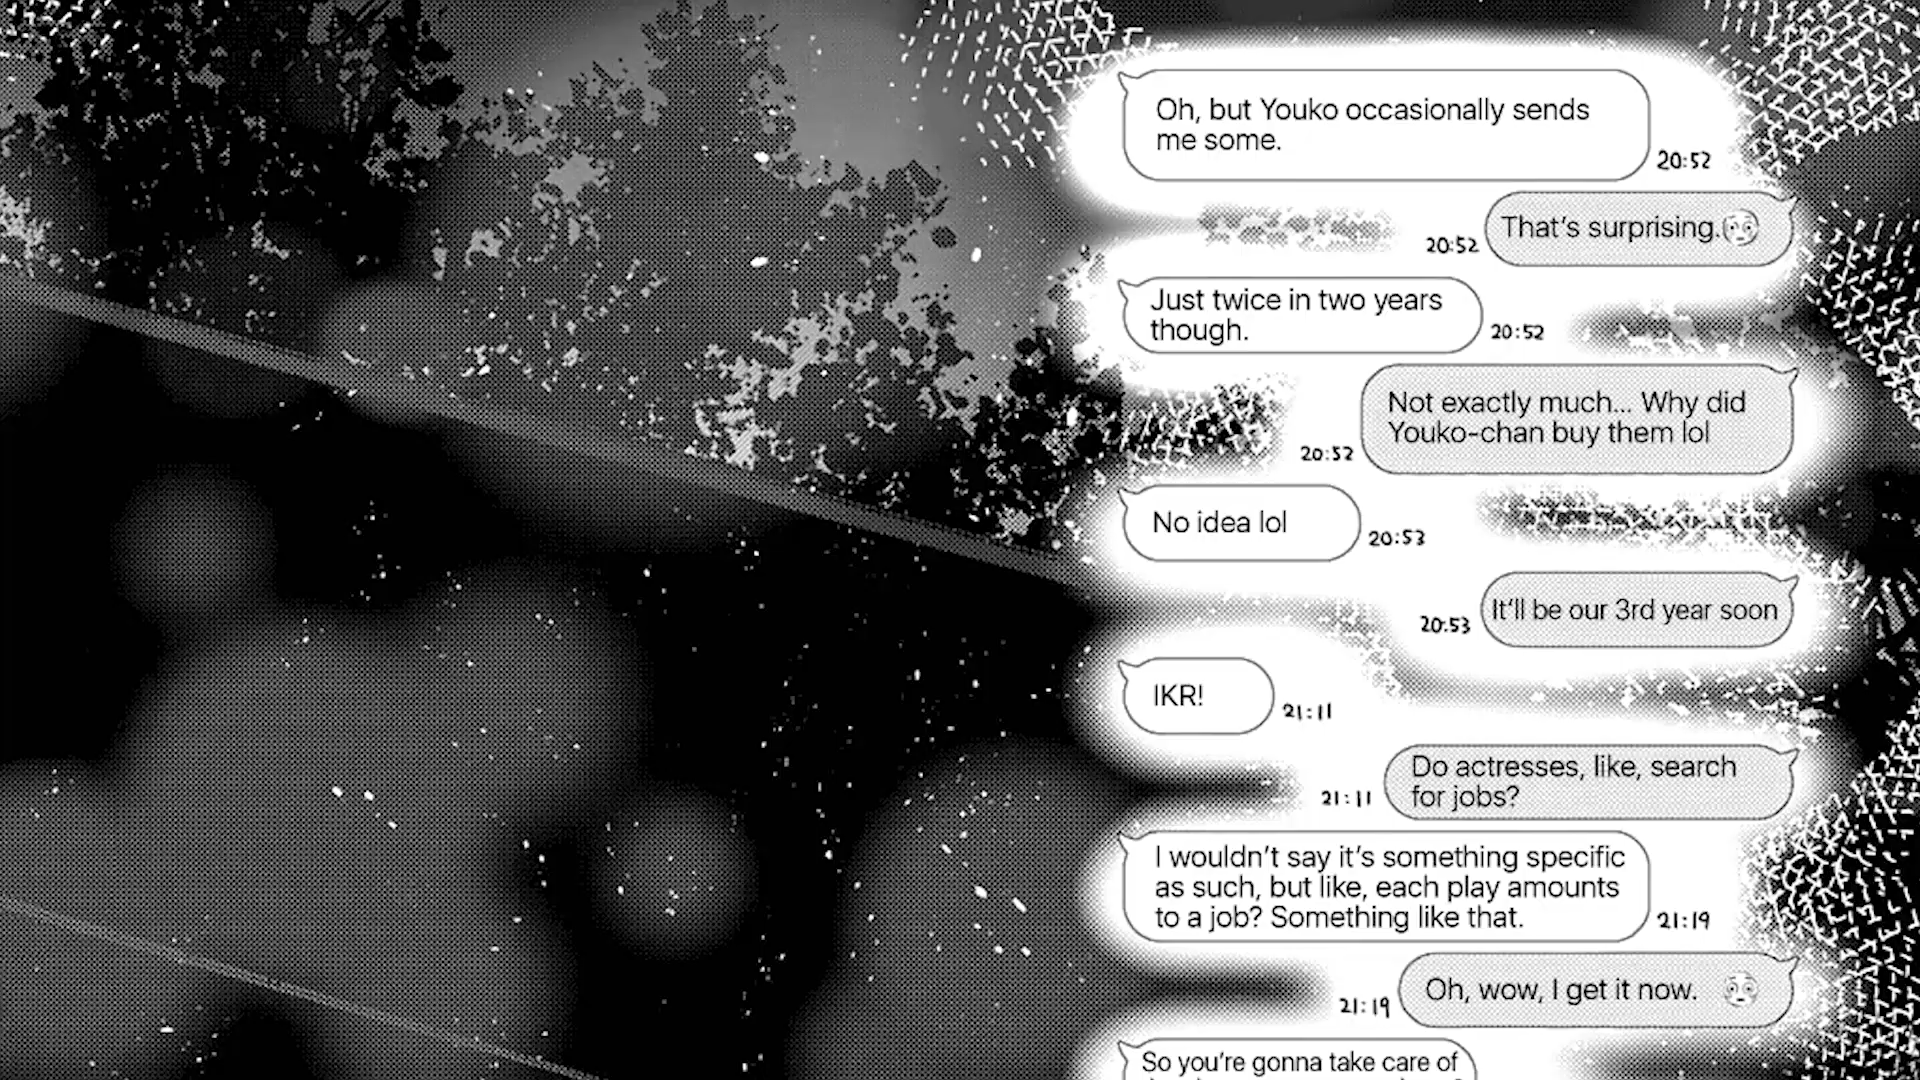 Oh, but Youko occasionally sends
me some.
20:52
That's surprising.
20:52
Just twice in two years
though.
20:52
Not exactly much... Why did
Youko-chan buy them lol
20:52
No idea lol
20:53
It'll be our 3rd year soon
20:53
IKR!
21:11
Do actresses, like, search
for jobs?
21:11
I wouldn't say it's something specific
as such, but like, each play amounts
to a job? Something like that.
21:19
Oh, wow, I get it now.
21:19
So you're gonna take care of